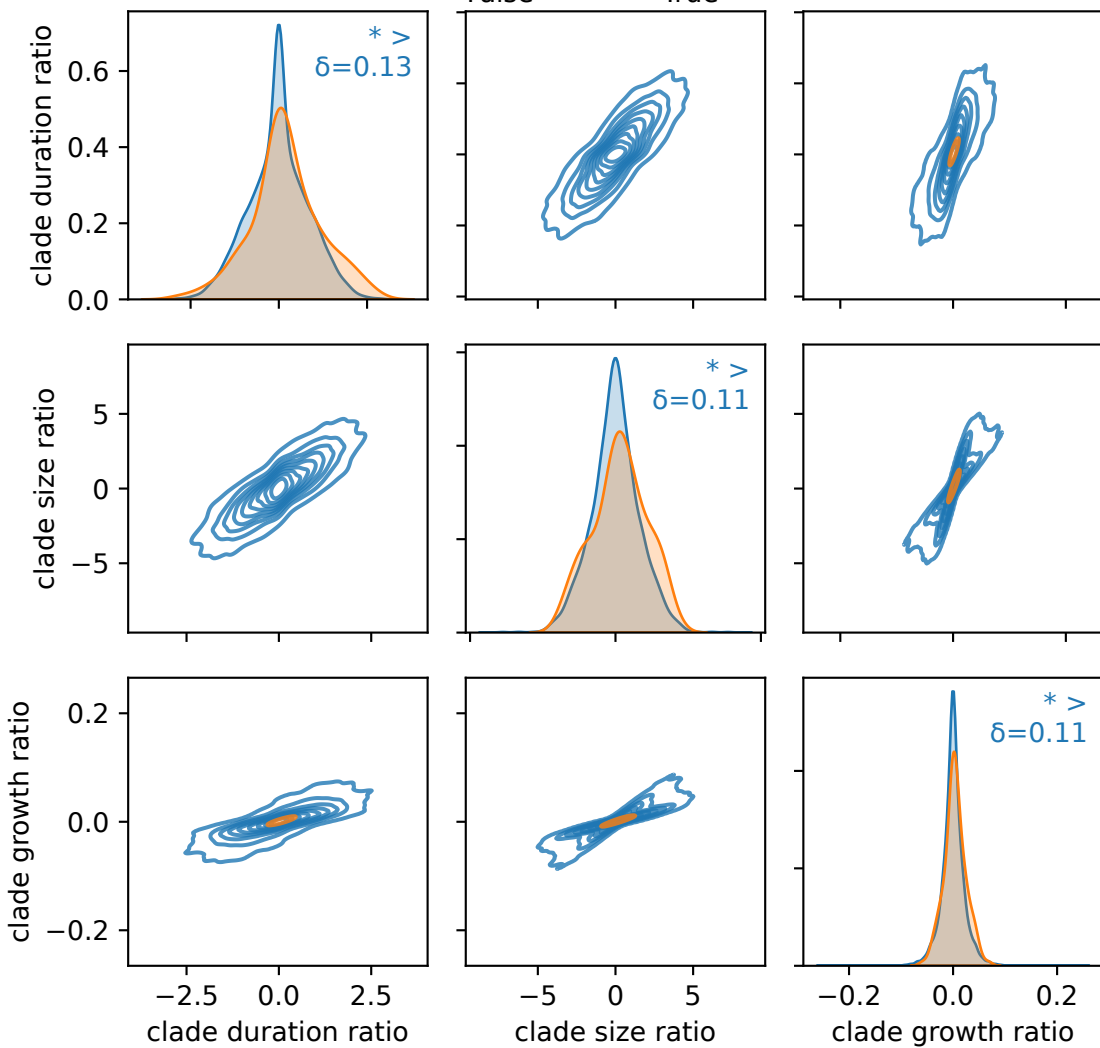 clade duration ratio
0.6
0.4
0.2
0.0
* >
δ=0.13
clade size ratio
5
0
−5
* >
δ=0.11
clade growth ratio
0.2
0.0
−0.2
* >
δ=0.11
−2.5 0.0 2.5
−5 0 5
−0.2 0.0 0.2
clade duration ratio
clade size ratio
clade growth ratio